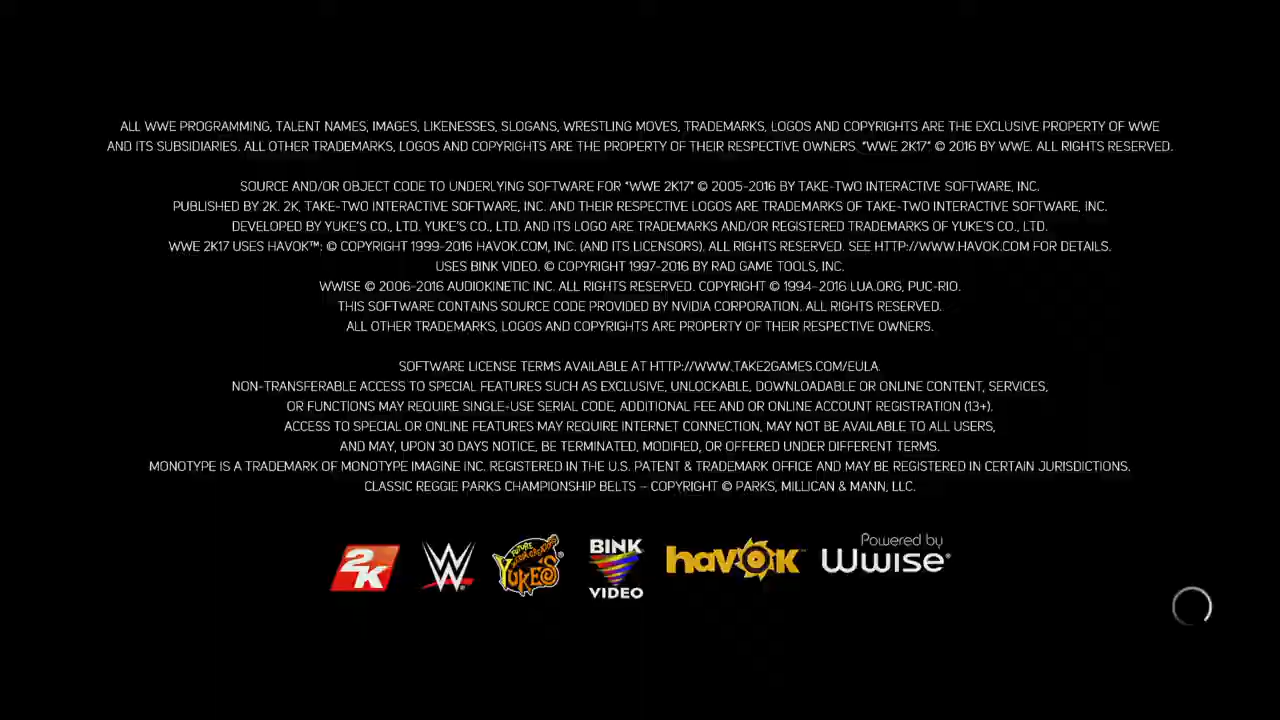 ALL WWE PROGRAMMING, TALENT NAMES, IMAGES, LIKENESSES, SLOGANS, WRESTLING MOVES, TRADEMARKS, LOGOS AND COPYRIGHTS ARE THE EXCLUSIVE PROPERTY OF WWE
AND ITS SUBSIDIARIES. ALL OTHER TRADEMARKS, LOGOS AND COPYRIGHTS ARE THE PROPERTY OF THEIR RESPECTIVE OWNERS. "WWE 2K17" © 2016 BY WWE. ALL RIGHTS RESERVED.
SOURCE AND/OR OBJECT CODE TO UNDERLYING SOFTWARE FOR "WWE 2K17" © 2005-2016 BY TAKE-TWO INTERACTIVE SOFTWARE, INC.
PUBLISHED BY 2K. 2K, TAKE-TWO INTERACTIVE SOFTWARE, INC. AND THEIR RESPECTIVE LOGOS ARE TRADEMARKS OF TAKE-TWO INTERACTIVE SOFTWARE, INC.
DEVELOPED BY YUKE'S CO., LTD. YUKE'S CO., LTD. AND ITS LOGO ARE TRADEMARKS AND/OR REGISTERED TRADEMARKS OF YUKE'S CO., LTD.
WWE 2K17 USES HAVOK™; © COPYRIGHT 1999-2016 HAVOK.COM, INC. (AND ITS LICENSORS). ALL RIGHTS RESERVED. SEE HTTP://WWW.HAVOK.COM FOR DETAILS.
USES BINK VIDEO. © COPYRIGHT 1997-2016 BY RAD GAME TOOLS, INC.
WWISE © 2006-2016 AUDIOKINETIC INC. ALL RIGHTS RESERVED. COPYRIGHT © 1994-2016 LUA.ORG, PUC-RIO.
THIS SOFTWARE CONTAINS SOURCE CODE PROVIDED BY NVIDIA CORPORATION. ALL RIGHTS RESERVED.
ALL OTHER TRADEMARKS, LOGOS AND COPYRIGHTS ARE PROPERTY OF THEIR RESPECTIVE OWNERS.
SOFTWARE LICENSE TERMS AVAILABLE AT HTTP://WWW.TAKE2GAMES.COM/EULA.
NON-TRANSFERABLE ACCESS TO SPECIAL FEATURES SUCH AS EXCLUSIVE, UNLOCKABLE, DOWNLOADABLE OR ONLINE CONTENT, SERVICES,
OR FUNCTIONS MAY REQUIRE SINGLE-USE SERIAL CODE, ADDITIONAL FEE AND OR ONLINE ACCOUNT REGISTRATION (13+).
ACCESS TO SPECIAL OR ONLINE FEATURES MAY REQUIRE INTERNET CONNECTION, MAY NOT BE AVAILABLE TO ALL USERS,
AND MAY, UPON 30 DAYS NOTICE, BE TERMINATED, MODIFIED, OR OFFERED UNDER DIFFERENT TERMS.
MONOTYPE IS A TRADEMARK OF MONOTYPE IMAGINE INC. REGISTERED IN THE U.S. PATENT & TRADEMARK OFFICE AND MAY BE REGISTERED IN CERTAIN JURISDICTIONS.
CLASSIC REGGIE PARKS CHAMPIONSHIP BELTS – COPYRIGHT © PARKS, MILLICAN & MANN, LLC.
2K
W
FUTURE
YUKE'S
BINK
VIDEO
havok™
Powered by
Wwise®